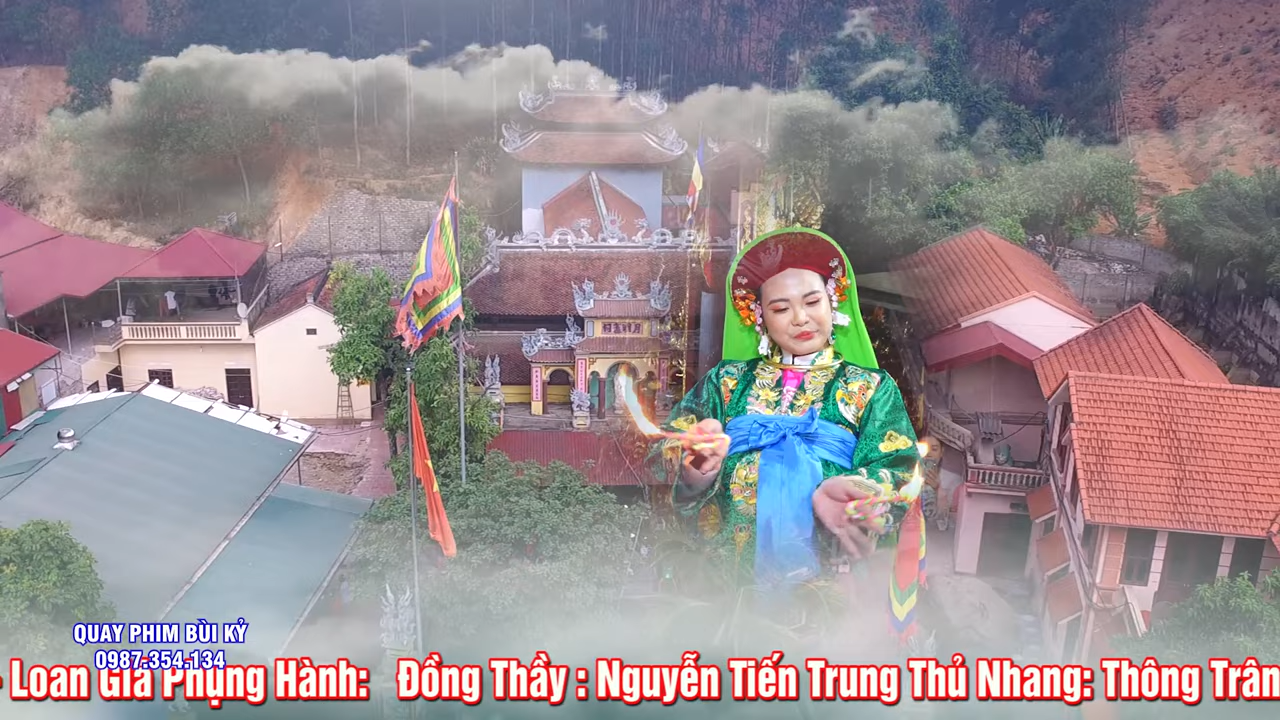 QUAY PHIM BÙI KỶ
0987.354.134
Loan Giá Phụng Hành: Đồng Thầy : Nguyễn Tiến Trung Thủ Nhang: Thông Trân